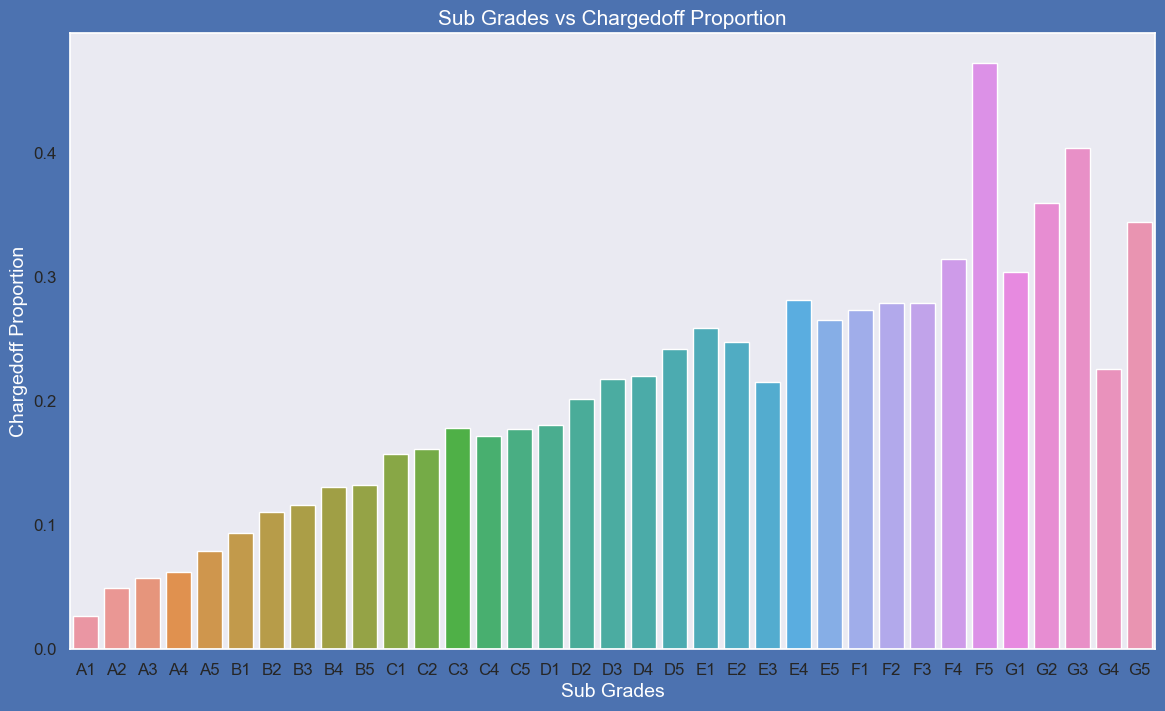 Sub Grades vs Chargedoff Proportion
Chargedoff Proportion
0.4
0.3
0.2
0.1
0.0
A1 A2 A3 A4 A5 B1 B2 B3 B4 B5 C1 C2 C3 C4 C5 D1 D2 D3 D4 D5 E1 E2 E3 E4 E5 F1 F2 F3 F4 F5 G1 G2 G3 G4 G5
Sub Grades